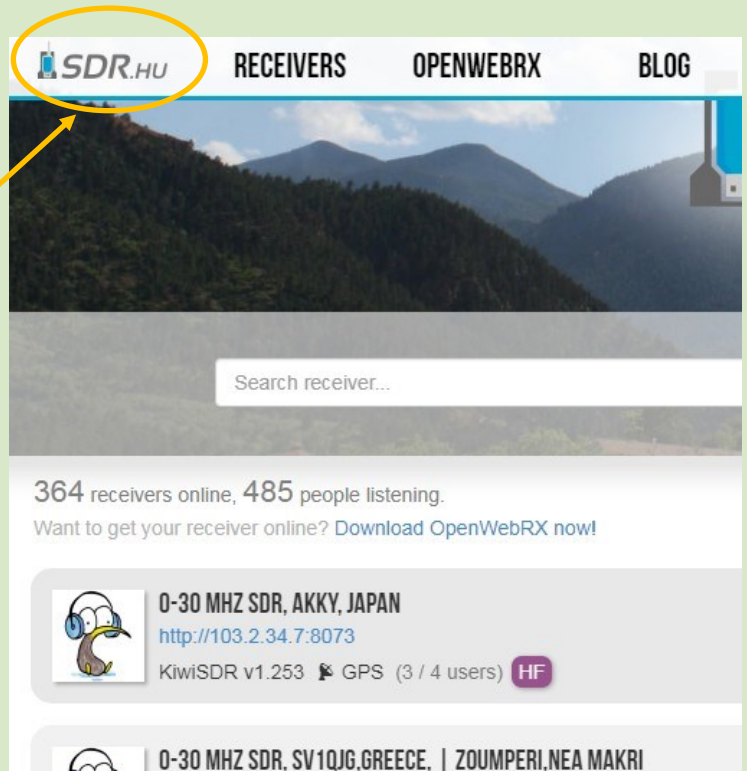 SDR.HU RECEIVERS OPENWEBRX BLOG
Search receiver...
364 receivers online, 485 people listening.
Want to get your receiver online? Download OpenWebRX now!
0-30 MHZ SDR, AKKY, JAPAN
http://103.2.34.7:8073
KiwiSDR v1.253 GPS (3 / 4 users) HF
0-30 MHZ SDR, SV1QJG,GREECE, | ZOUMPERI,NEA MAKRI